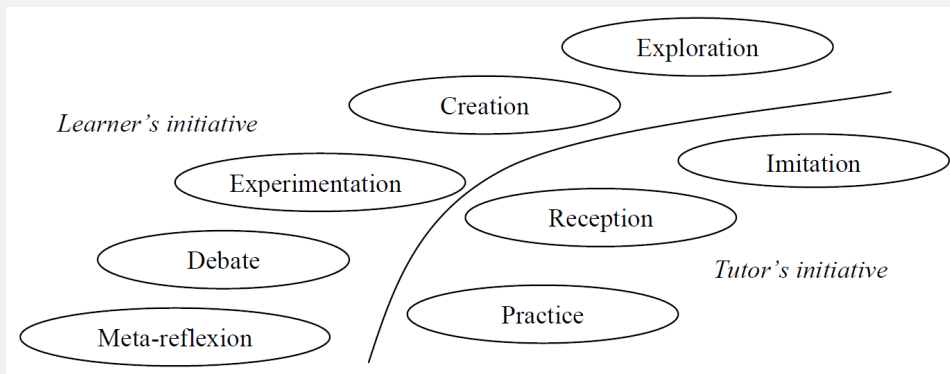 Exploration
Creation
Learner's initiative
Imitation
Experimentation
Reception
Debate
Tutor's initiative
Practice
Meta-reflexion